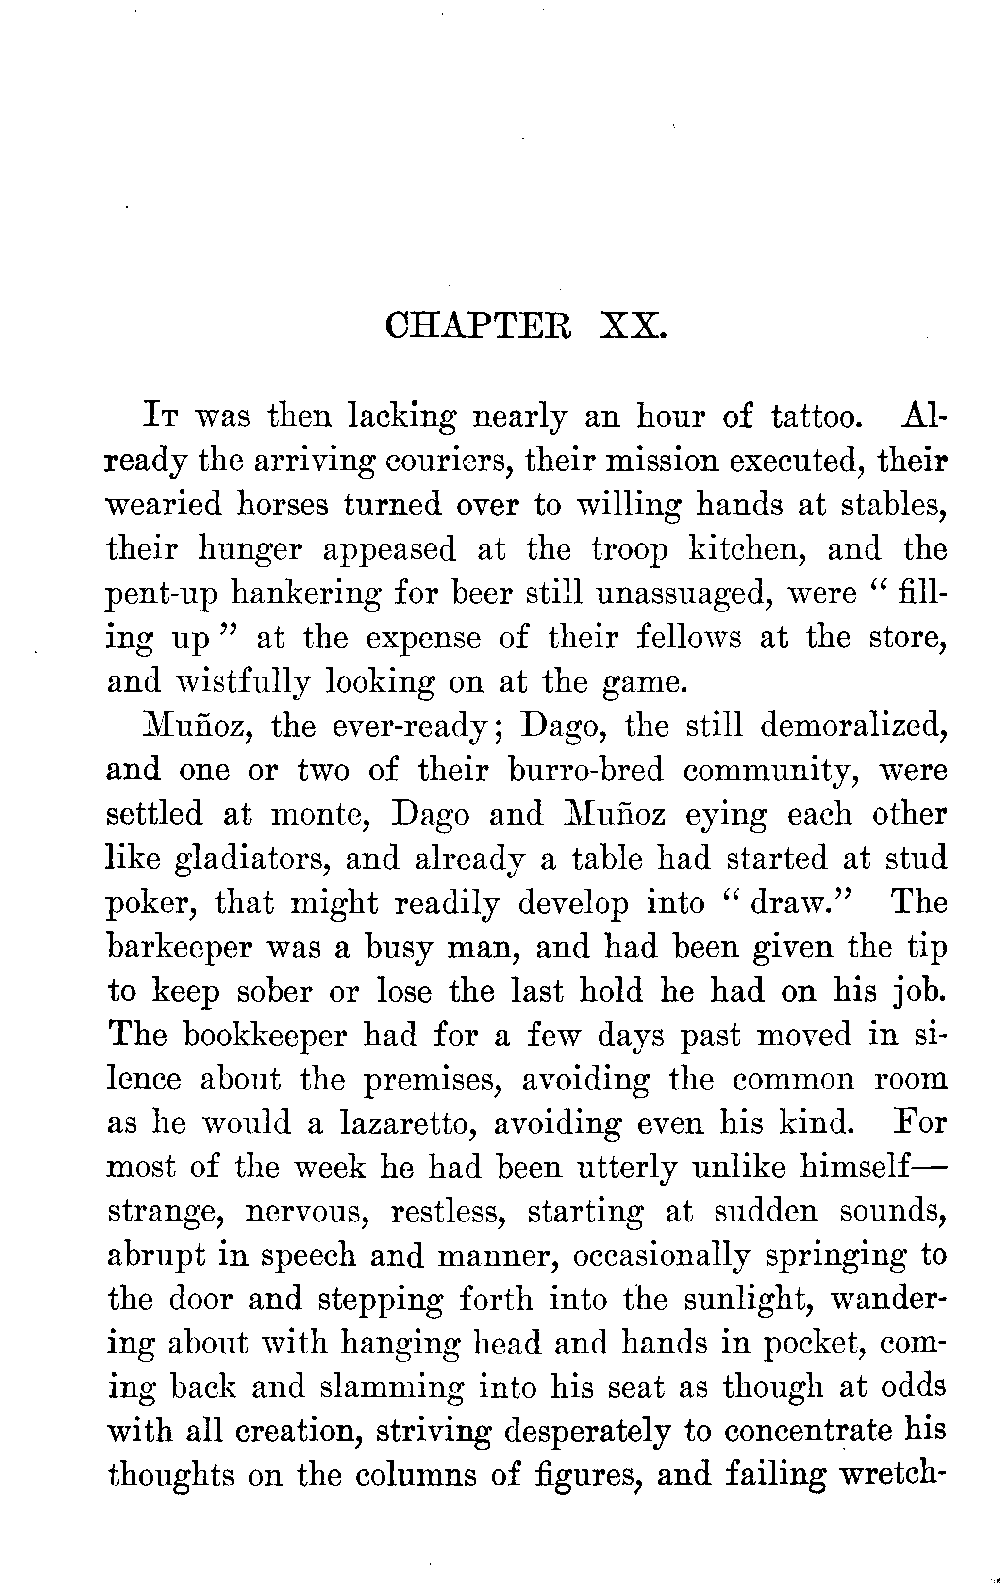 CHAPTER XX.
It was then lacking nearly an hour of tattoo. Al-
ready the arriving couriers, their mission executed, their
wearied horses turned over to willing hands at stables,
their hunger appeased at the troop kitchen, and the
pent-up hankering for beer still unassuaged, were “ fill-
ing up ” at the expense of their fellows at the store,
and wistfully looking on at the game.
Muñoz, the ever-ready; Dago, the still demoralized,
and one or two of their burro-bred community, were
settled at monte, Dago and Muñoz eying each other
like gladiators, and already a table had started at stud
poker, that might readily develop into “ draw.” The
barkeeper was a busy man, and had been given the tip
to keep sober or lose the last hold he had on his job.
The bookkeeper had for a few days past moved in si-
lence about the premises, avoiding the common room
as he would a lazaretto, avoiding even his kind. For
most of the week he had been utterly unlike himself—
strange, nervous, restless, starting at sudden sounds,
abrupt in speech and manner, occasionally springing to
the door and stepping forth into the sunlight, wander-
ing about with hanging head and hands in pocket, com-
ing back and slamming into his seat as though at odds
with all creation, striving desperately to concentrate his
thoughts on the columns of figures, and failing wretch-